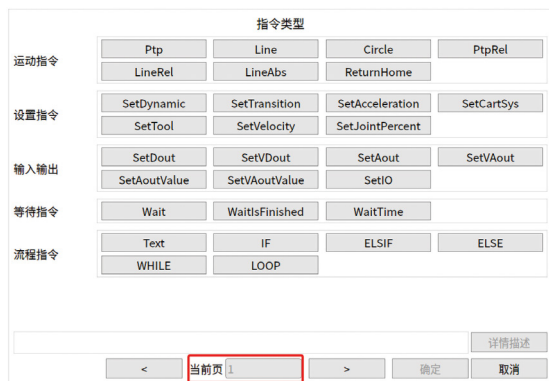 指令类型
运动指令
Ptp Line Circle PtpRel
LineRel LineAbs ReturnHome
设置指令
SetDynamic SetTransition SetAcceleration SetCartSys
SetTool SetVelocity SetJointPercent
输入输出
SetDout SetVDout SetAout SetVAout
SetAoutValue SetVAoutValue SetIO
等待指令
Wait WaitIsFinished WaitTime
流程指令
Text IF ELSIF ELSE
WHILE LOOP
详情描述
< 当前页 1 > 确定 取消